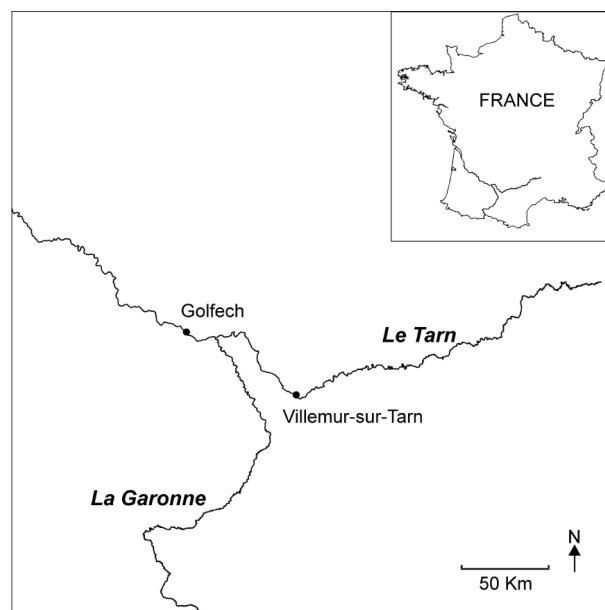 FRANCE
Golfech
Le Tarn
Villemur-sur-Tarn
La Garonne
N
50 Km